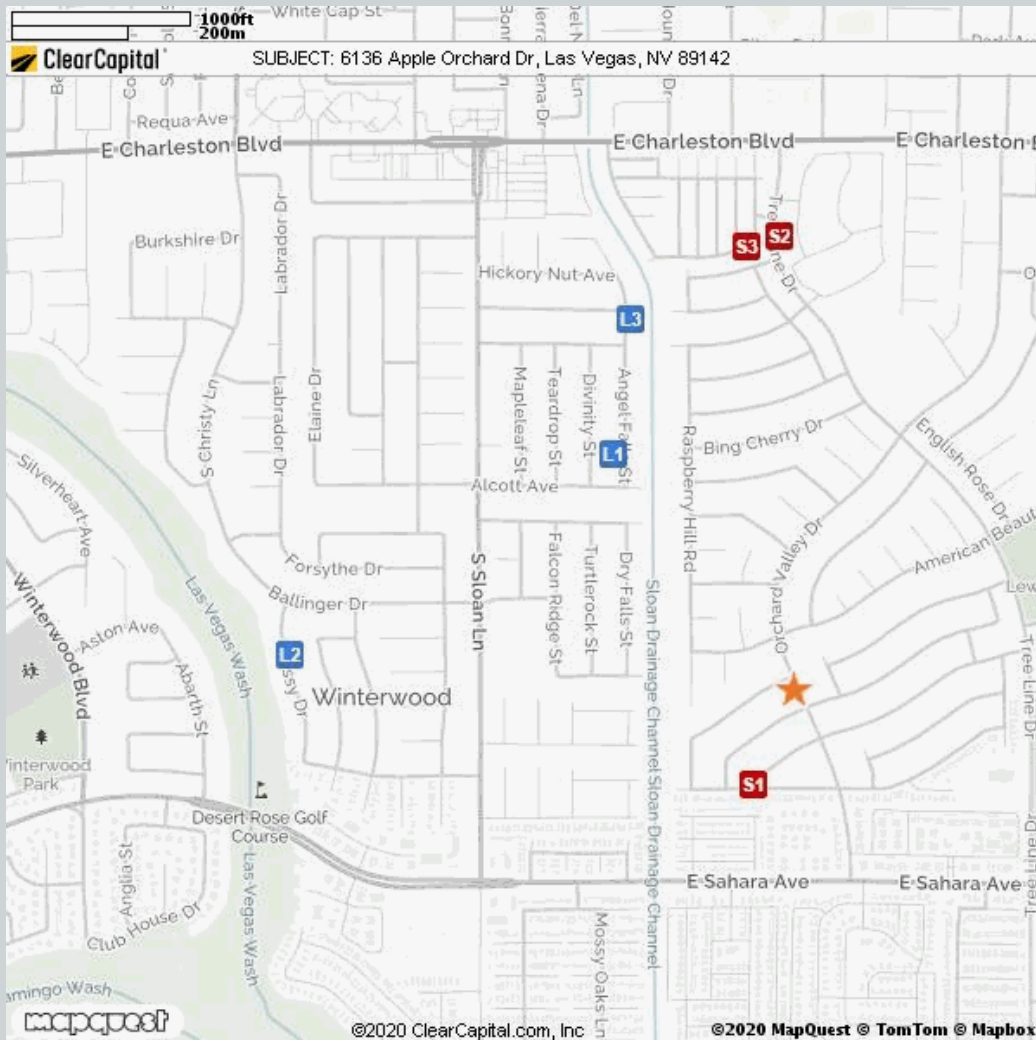 White Cap St
1000ft
200m
ClearCapital
SUBJECT: 6136 Apple Orchard Dr, Las Vegas, NV 89142
Requa Ave
E Charleston Blvd
E Charleston Blvd
E Charleston B
Labrador Dr
Burkshire Dr
S3
S2
Hickory Nut Ave
L3
S Christy Ln
Labrador Dr
Elaine Dr
Mapleleaf St
Teardrop St
Divinity St
Angel Falls St
L1
Raspberry Hill Rd
Bing Cherry Dr
English Rose Dr
Alcott Ave
Silverheart Ave
Orchard Valley Dr
American Beaut
Forsythe Dr
Ballinger Dr
S Sloan Ln
Falcon Ridge St
Turtlerock St
Dry Falls St
Sloan Drainage Channel
Sloan Drainage Channel
Lew
Winterwood Blvd
Aston Ave
Las Vegas Wash
Abarth St
L2
ssy Dr
Winterwood
Tree Line Dr
interwood
Park
S1
Desert Rose Golf
Course
Anglia St
Las Vegas Wash
Club House Dr
E Sahara Ave
E Sahara Ave
Mossy Oaks Ln
amingo Wash
mapquest
©2020 ClearCapital.com, Inc
©2020 MapQuest © TomTom © Mapbox